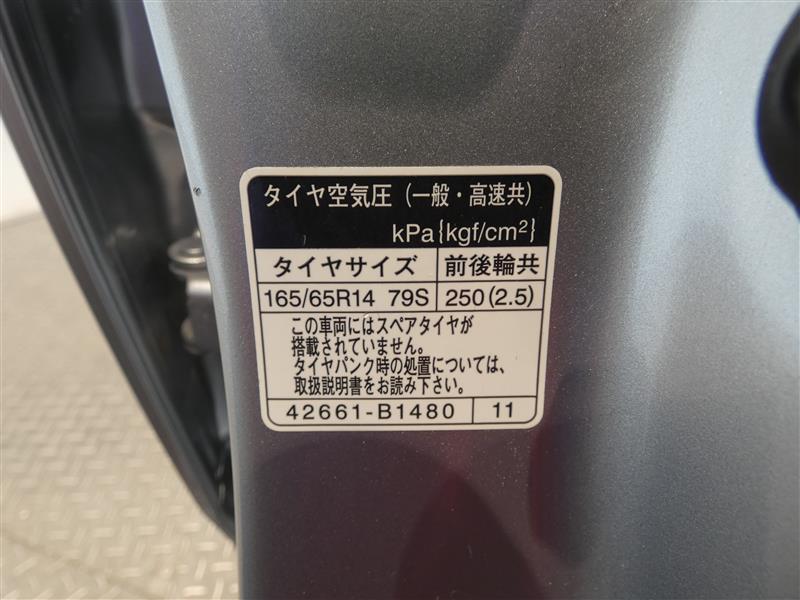 タイヤ空気圧（一般・高速共）
kPa{kgf/cm²}
タイヤサイズ 前後輪共
165/65R14 79S 250(2.5)
この車両にはスペアタイヤが
搭載されていません。
タイヤパンク時の処置については、
取扱説明書をお読み下さい。
42661-B1480 11